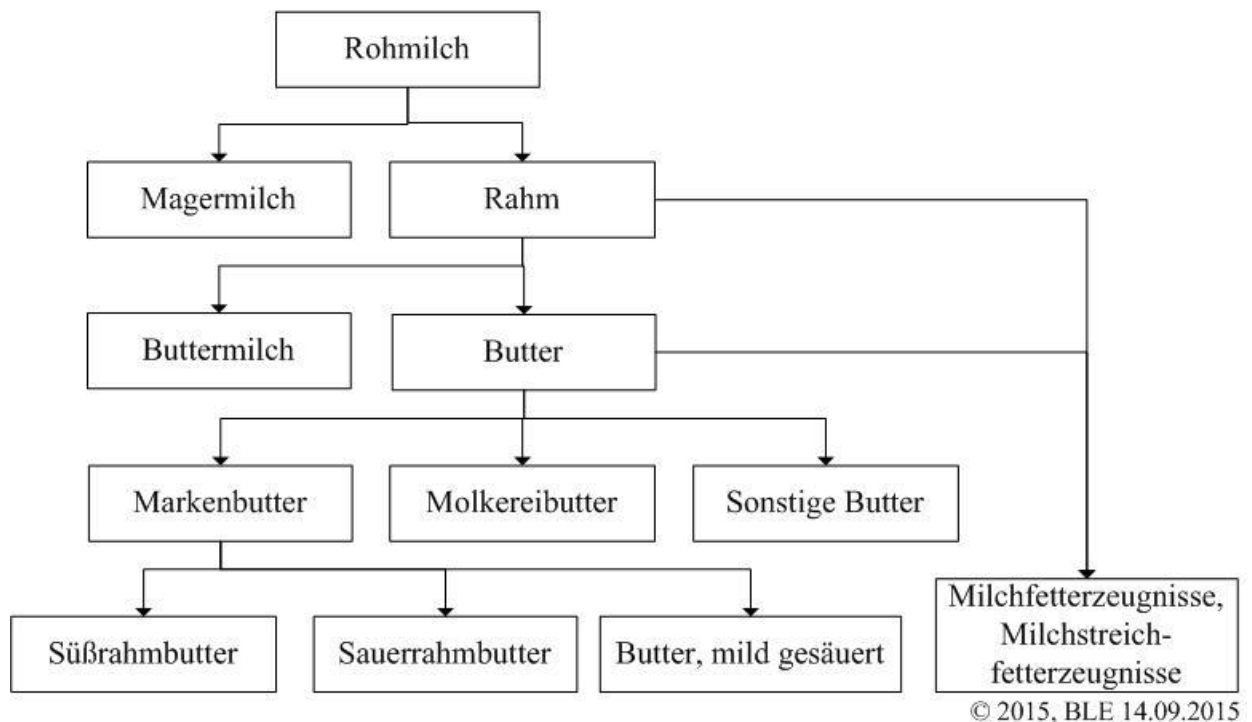 Rohmilch
Magermilch
Rahm
Buttermilch
Butter
Markenbutter
Molkereibutter
Sonstige Butter
Süßrahmbutter
Sauerrahmbutter
Butter, mild gesäuert
Milchfetterzeugnisse,
Milchstreich-
fetterzeugnisse
© 2015, BLE 14.09.2015